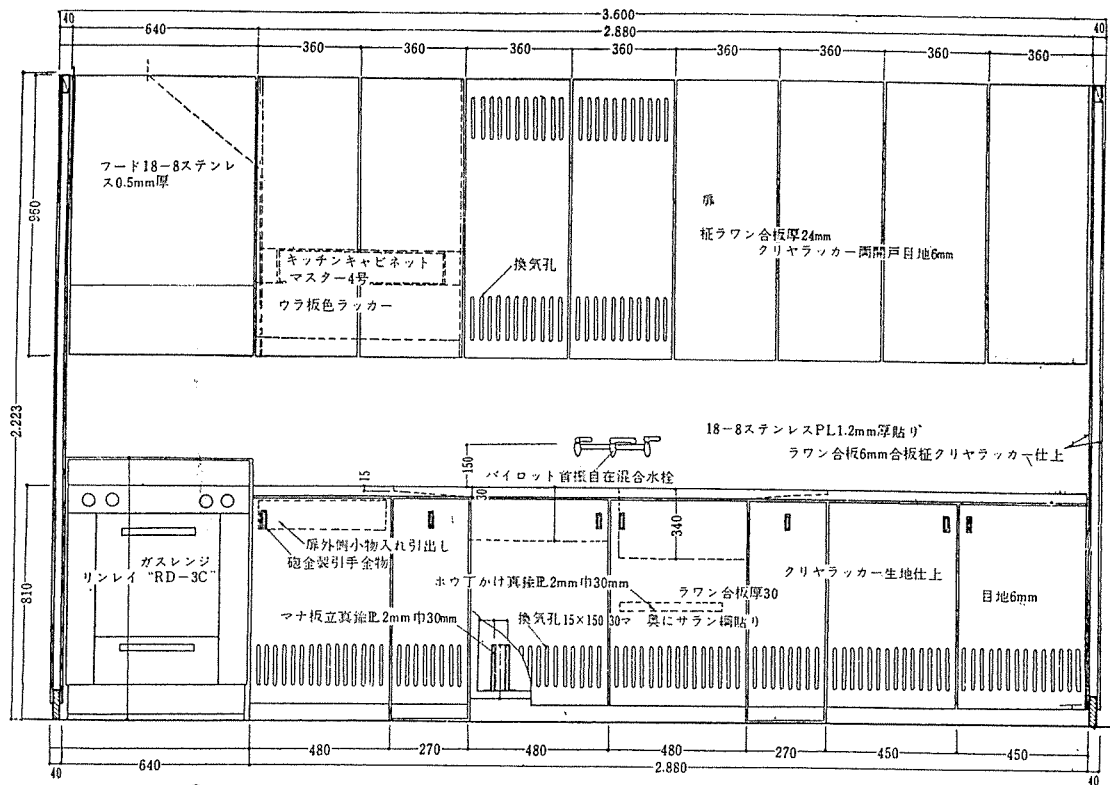 3.600
40
640
2.880
40
360
360
360
360
360
360
360
360
フード18-8ステンレ
ス0.5mm厚
960
扉
柾ラワン合板厚24mm
クリヤラッカー両開戸目地6mm
キッチンキャビネット
マスター4号
換気孔
ウラ板色ラッカー
2.223
18-8ステンレスPL1.2mm厚貼り
ラワン合板6mm合板柾クリヤラッカー仕上
150
パイロット首振自在混合水栓
15
30
340
扉外側小物入れ引出し
砲金製引手金物
ガスレンジ
リンレイ "RD-3C"
クリヤラッカー生地仕上
810
ホウ丁かけ真鍮皿2mm巾30mm
ラワン合板厚30
目地6mm
マナ板立真鍮皿2mm巾30mm
換気孔15×150 30マ
奥にサラン網貼り
480
270
480
480
270
450
450
40
640
2.880
40